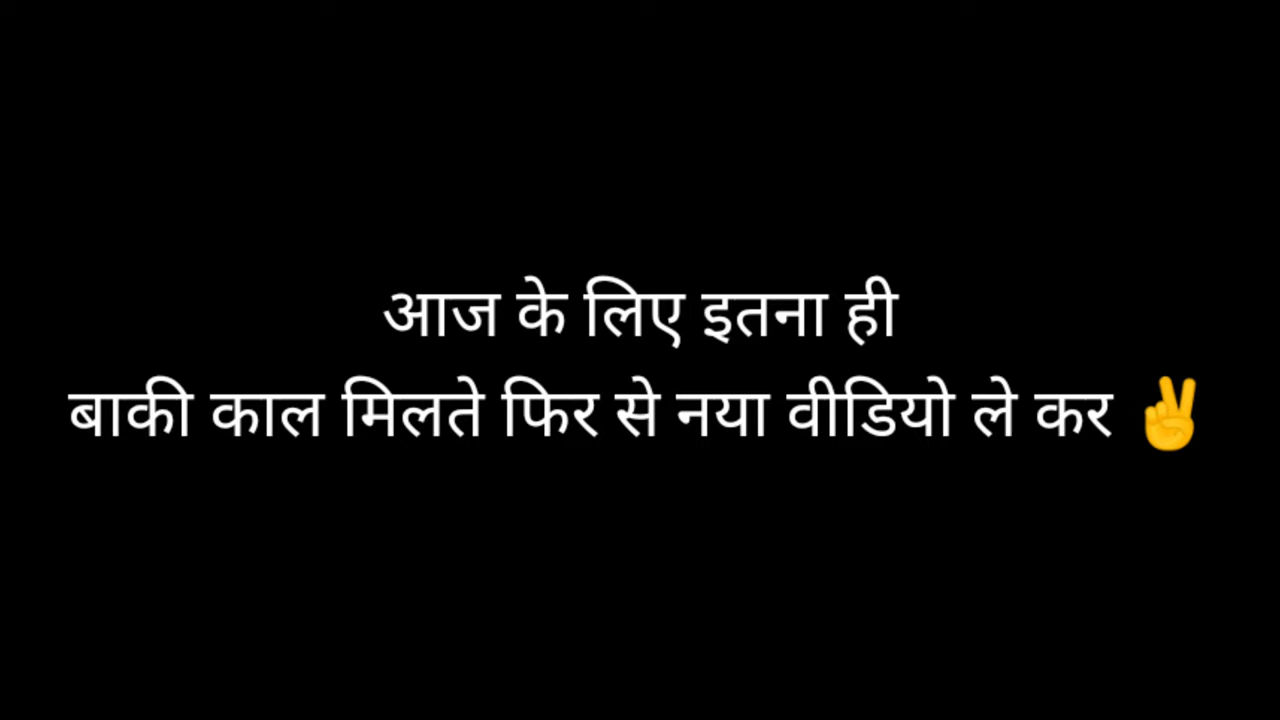 आज के लिए इतना ही
बाकी काल मिलते फिर से नया वीडियो ले कर ✌️